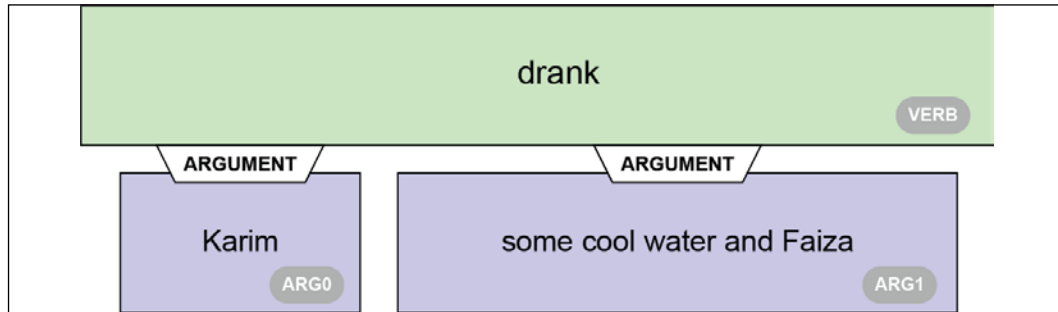 drank
VERB
ARGUMENT ARGUMENT
Karim some cool water and Faiza
ARG0 ARG1